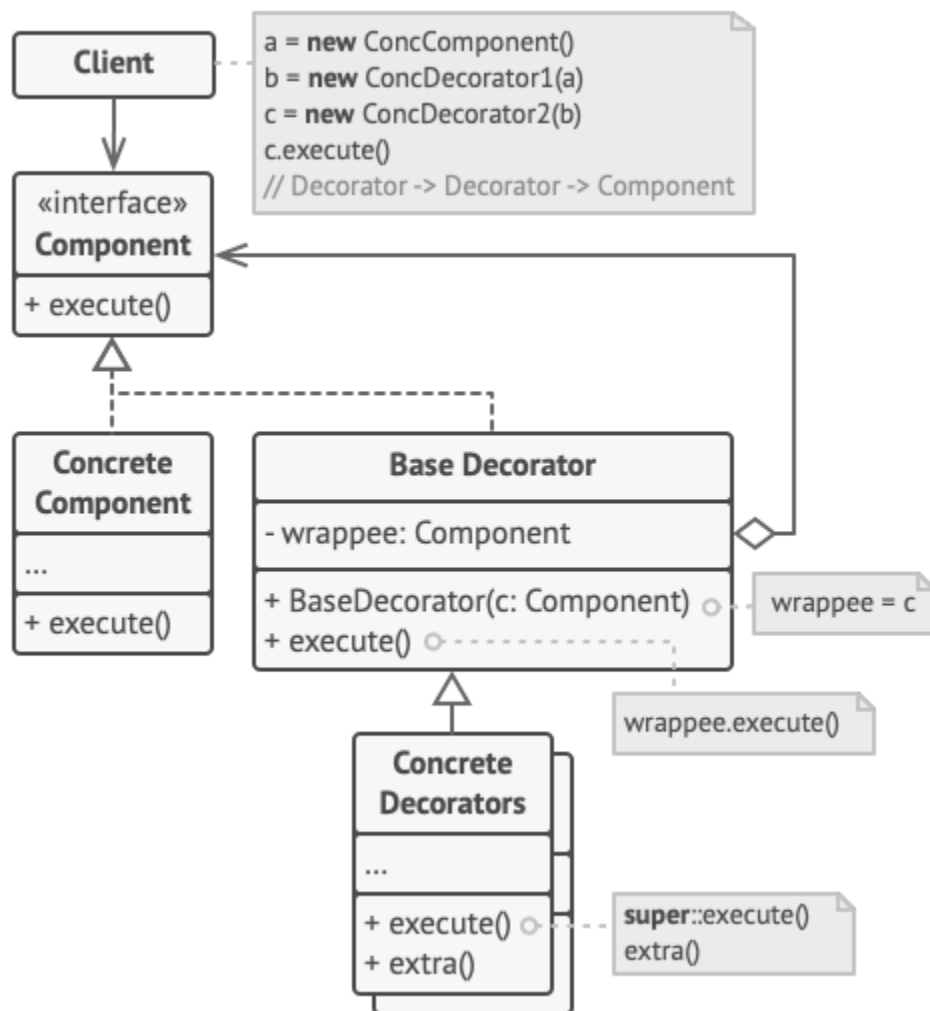 Client
a = new ConcComponent()
b = new ConcDecorator1(a)
c = new ConcDecorator2(b)
c.execute()
// Decorator -> Decorator -> Component
«interface»
Component
+ execute()
Concrete
Component
...
+ execute()
Base Decorator
- wrappee: Component
+ BaseDecorator(c: Component)
+ execute()
wrappee = c
wrappee.execute()
Concrete
Decorators
...
+ execute()
+ extra()
super::execute()
extra()